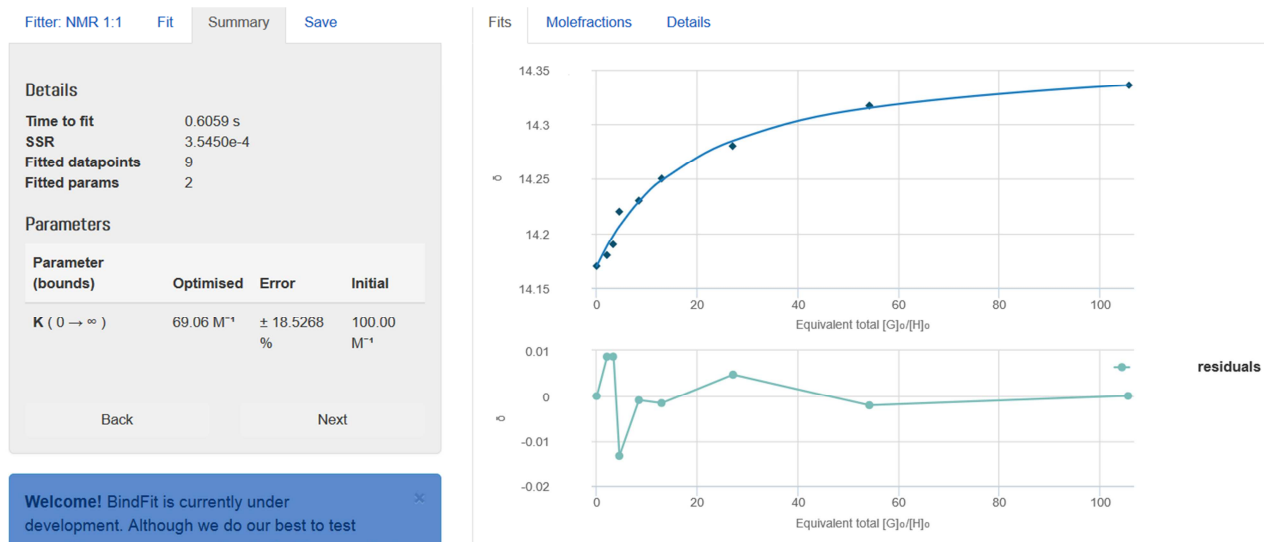 Fitter: NMR 1:1 Fit Summary Save
Details
Time to fit 0.6059 s
SSR 3.5450e-4
Fitted datapoints 9
Fitted params 2
Parameters
Parameter
(bounds) Optimised Error Initial
K ( 0 → ∞ ) 69.06 M⁻¹ ± 18.5268 100.00
% M⁻¹
Back Next
Welcome! BindFit is currently under ×
development. Although we do our best to test
Fits Molefractions Details
14.35
14.3
δ 14.25
14.2
14.15
0 20 40 60 80 100
Equivalent total [G]₀/[H]₀
0.01
residuals
0
δ
-0.01
-0.02
0 20 40 60 80 100
Equivalent total [G]₀/[H]₀